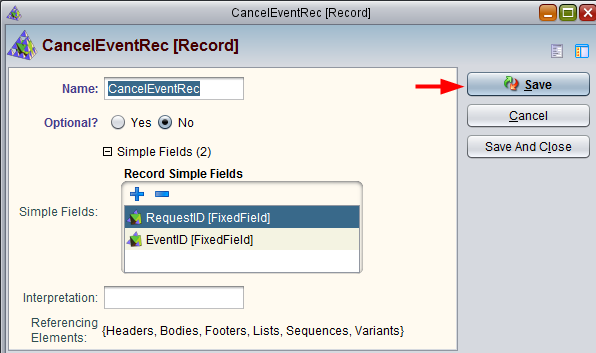 CancelEventRec [Record]
CancelEventRec [Record]
Name: CancelEventRec
Optional? Yes No
Simple Fields (2)
Record Simple Fields
Simple Fields:
RequestID [FixedField]
EventID [FixedField]
Interpretation:
Referencing
Elements: {Headers, Bodies, Footers, Lists, Sequences, Variants}
Save
Cancel
Save And Close